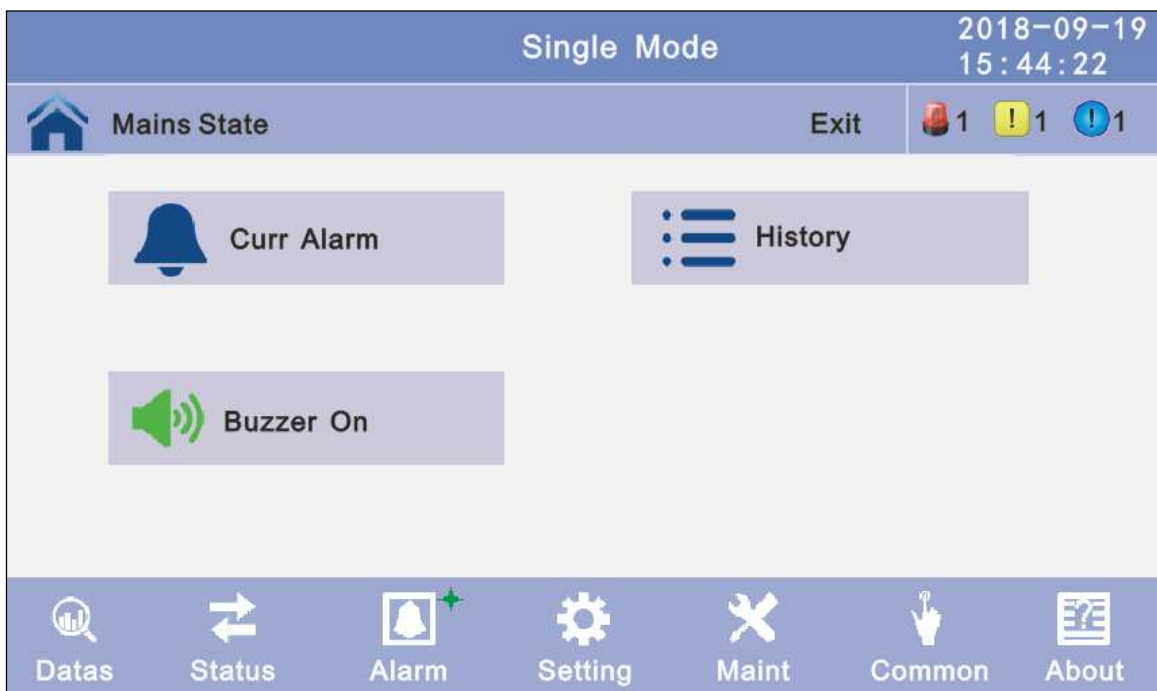 Single Mode
2018-09-19
15:44:22
Mains State
Exit
1
! 1
! 1
Curr Alarm
History
Buzzer On
Datas
Status
Alarm
Setting
Maint
Common
? About